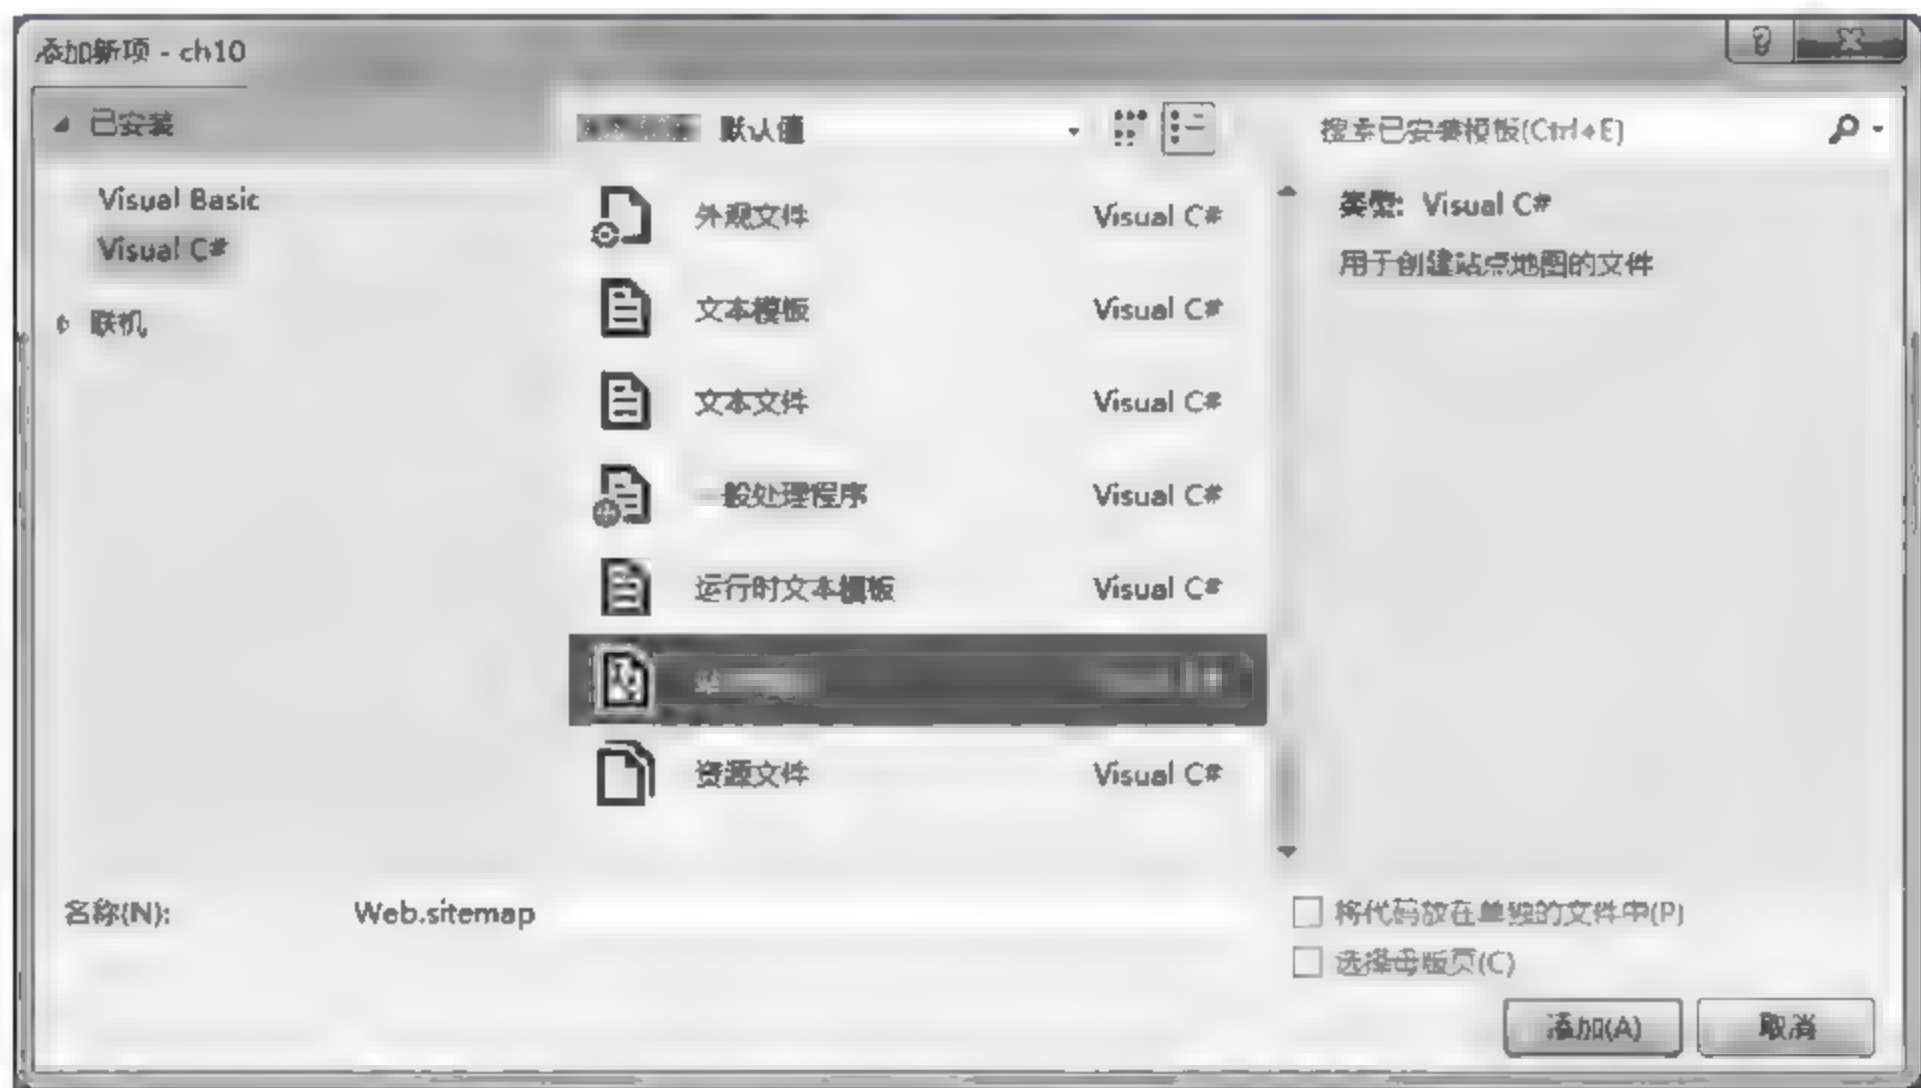 添加新项 - ch10
已安装
Visual Basic
Visual C#
联机
默认值
外观文件 Visual C#
文本模板 Visual C#
文本文件 Visual C#
一般处理程序 Visual C#
运行时文本模板 Visual C#
资源文件 Visual C#
搜索已安装模板(Ctrl+E)
类型: Visual C#
用于创建站点地图的文件
名称(N): Web.sitemap
将代码放在单独的文件中(P)
选择母版页(C)
添加(A) 取消